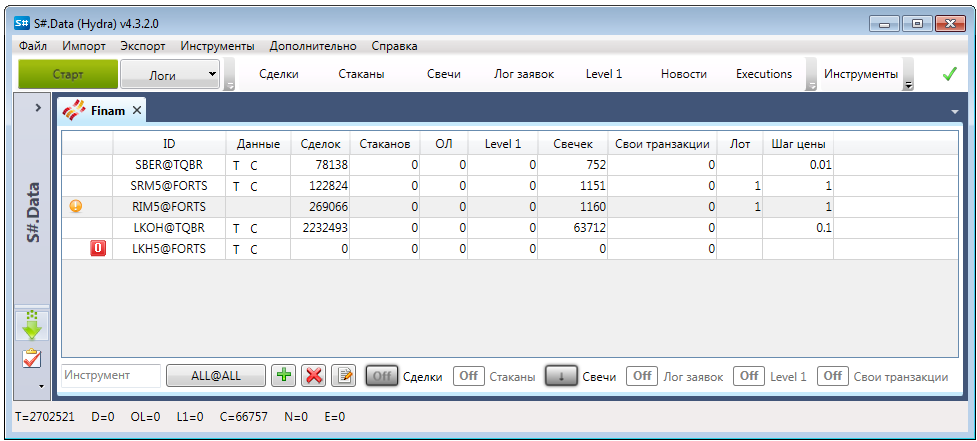 S# S#.Data (Hydra) v4.3.2.0
Файл Импорт Экспорт Инструменты Дополнительно Справка
Старт Логи Сделки Стаканы Свечи Лог заявок Level 1 Новости Executions Инструменты
Finam
ID Данные Сделок Стаканов ОЛ Level 1 Свечек Свои транзакции Лот Шаг цены
SBER@TQBR T C 78138 0 0 0 752 0 0.01
SRM5@FORTS T C 122824 0 0 0 1151 0 1 1
RIM5@FORTS 269066 0 0 0 1160 0 1 1
LKOH@TQBR T C 2232493 0 0 0 63712 0 0.1
0 LKH5@FORTS T C 0 0 0 0 0 0
S#.Data
Инструмент ALL@ALL Off Сделки Off Стаканы Свечи Off Лог заявок Off Level 1 Off Свои транзакции
T=2702521 D=0 OL=0 L1=0 C=66757 N=0 E=0